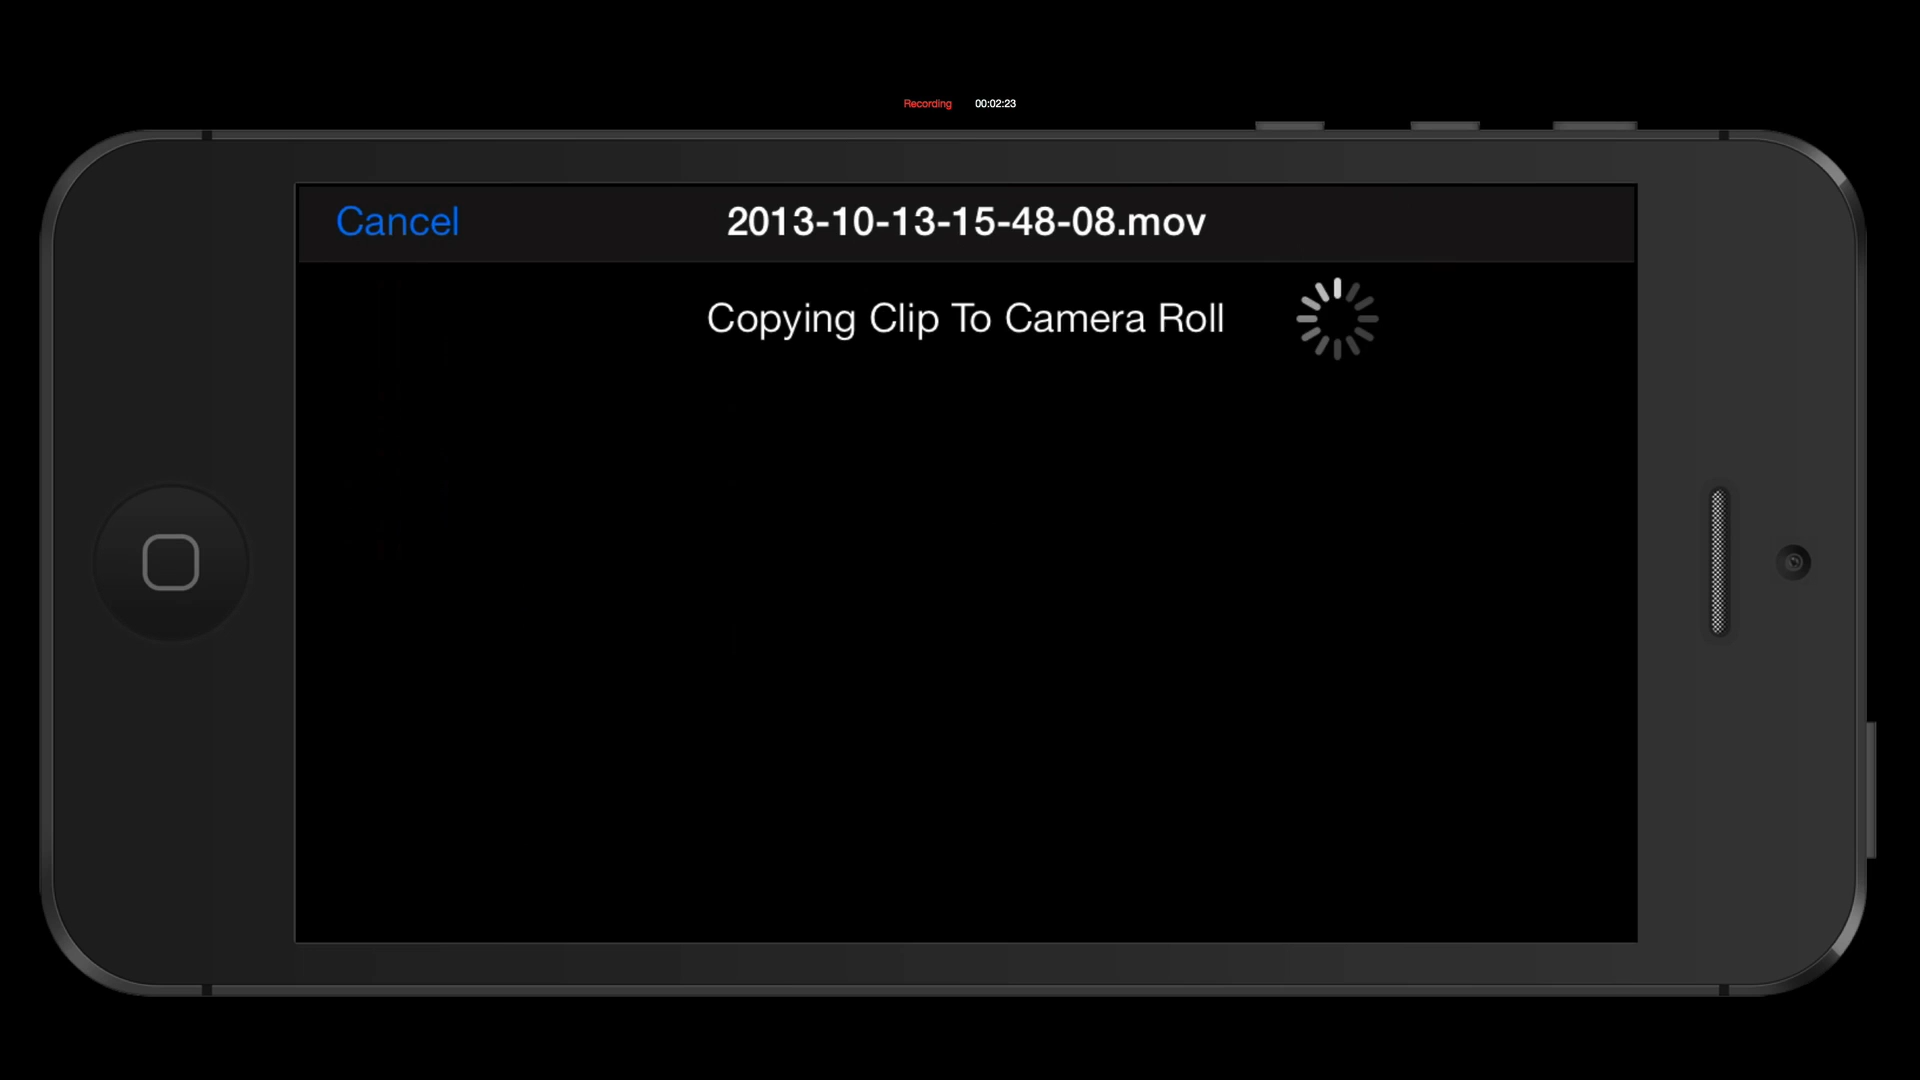 Recording 00:02:23
Cancel 2013-10-13-15-48-08.mov
Copying Clip To Camera Roll